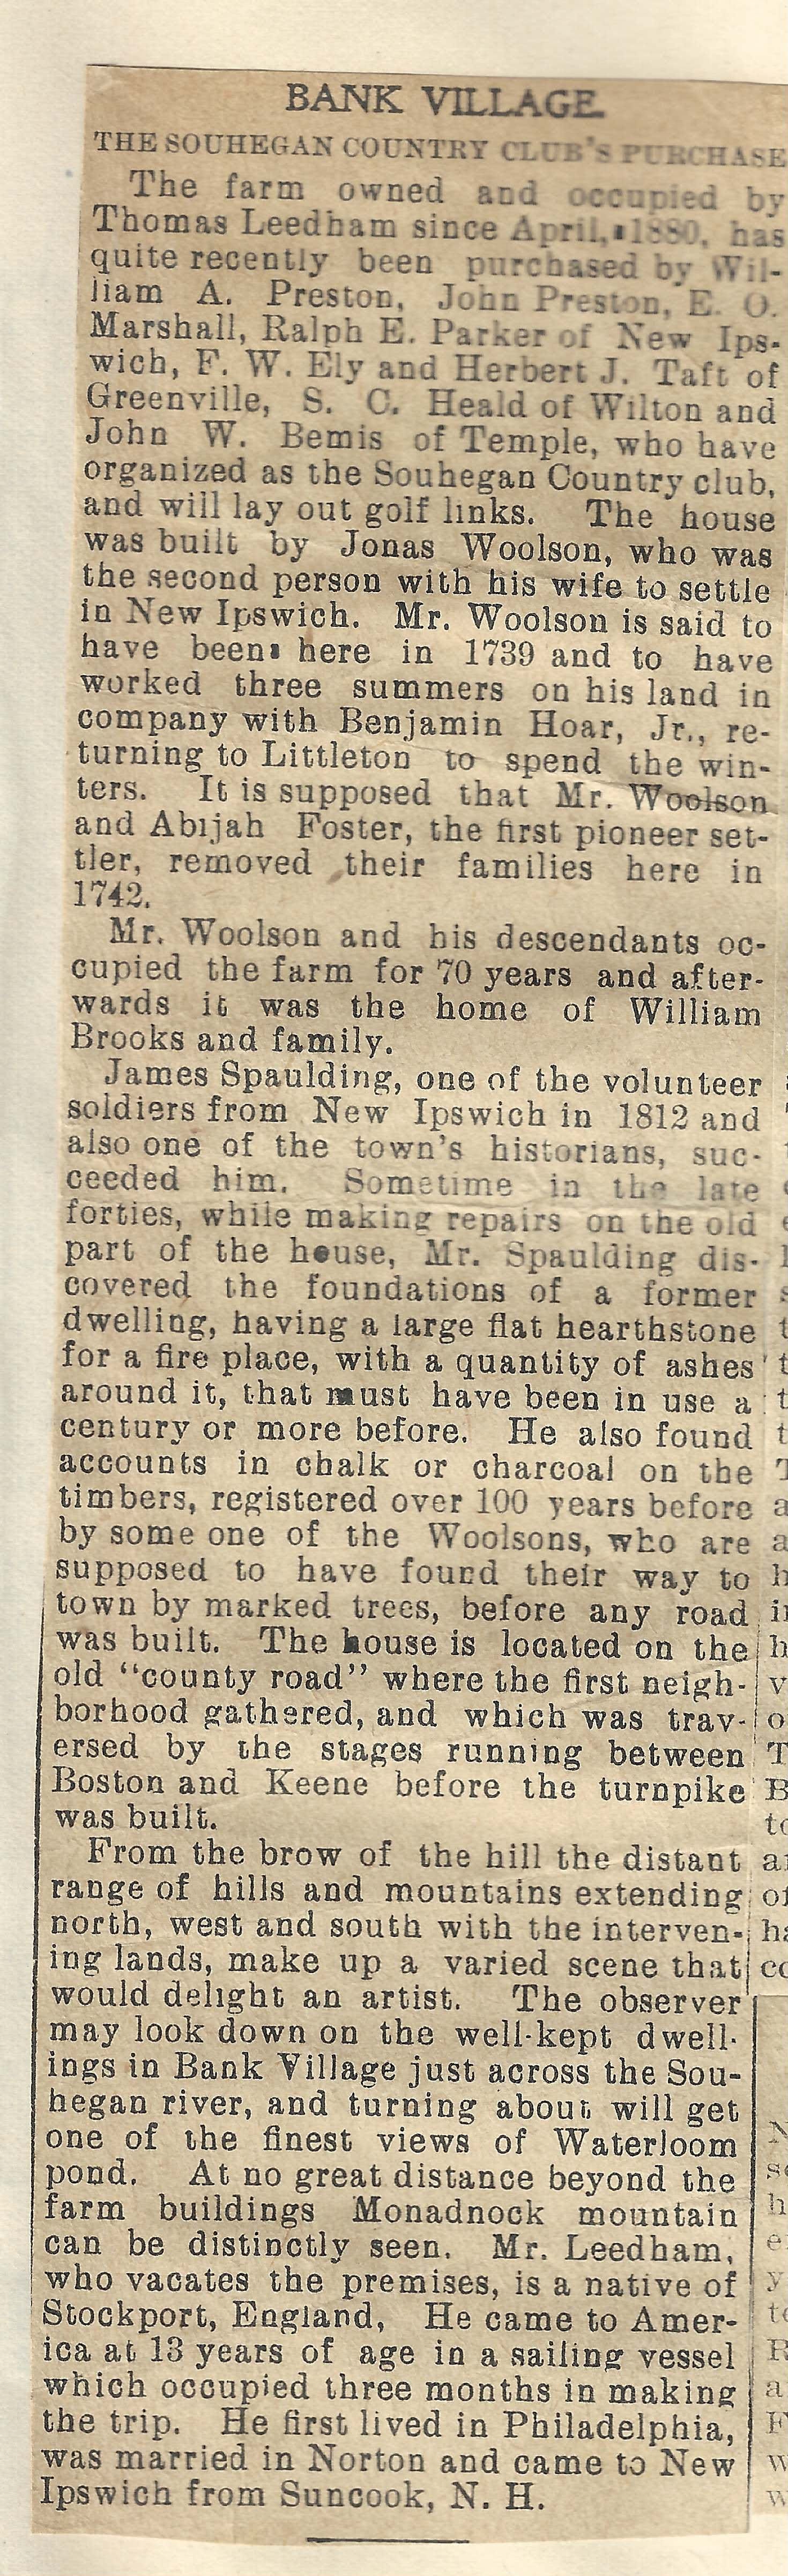 BANK VILLAGE.
THE SOUHEGAN COUNTRY CLUB'S PURCHASE
The farm owned and occupied by
Thomas Leedham since April, 1880, has
quite recently been purchased by Wil-
liam A. Preston, John Preston, E. O.
Marshall, Ralph E. Parker of New Ips-
wich, F. W. Ely and Herbert J. Taft of
Greenville, S. C. Heald of Wilton and
John W. Bemis of Temple, who have
organized as the Souhegan Country club,
and will lay out golf links. The house
was built by Jonas Woolson, who was
the second person with his wife to settle
in New Ipswich. Mr. Woolson is said to
have been here in 1739 and to have
worked three summers on his land in
company with Benjamin Hoar, Jr., re-
turning to Littleton to spend the win-
ters. It is supposed that Mr. Woolson
and Abijah Foster, the first pioneer set-
tler, removed their families here in
1742.
Mr. Woolson and his descendants oc-
cupied the farm for 70 years and after-
wards it was the home of William
Brooks and family.
James Spaulding, one of the volunteer
soldiers from New Ipswich in 1812 and
also one of the town's historians, suc-
ceeded him. Sometime in the late
forties, while making repairs on the old
part of the house, Mr. Spaulding dis-
covered the foundations of a former
dwelling, having a large flat hearthstone
for a fire place, with a quantity of ashes
around it, that must have been in use a
century or more before. He also found
accounts in chalk or charcoal on the
timbers, registered over 100 years before
by some one of the Woolsons, who are
supposed to have found their way to
town by marked trees, before any road
was built. The house is located on the
old "county road" where the first neigh-
borhood gathered, and which was trav-
ersed by the stages running between
Boston and Keene before the turnpike
was built.
From the brow of the hill the distant
range of hills and mountains extending
north, west and south with the interven-
ing lands, make up a varied scene that
would delight an artist. The observer
may look down on the well-kept dwell-
ings in Bank Village just across the Sou-
hegan river, and turning about will get
one of the finest views of Waterloom
pond. At no great distance beyond the
farm buildings Monadnock mountain
can be distinctly seen. Mr. Leedham,
who vacates the premises, is a native of
Stockport, England, He came to Amer-
ica at 13 years of age in a sailing vessel
which occupied three months in making
the trip. He first lived in Philadelphia,
was married in Norton and came to New
Ipswich from Suncook, N. H.